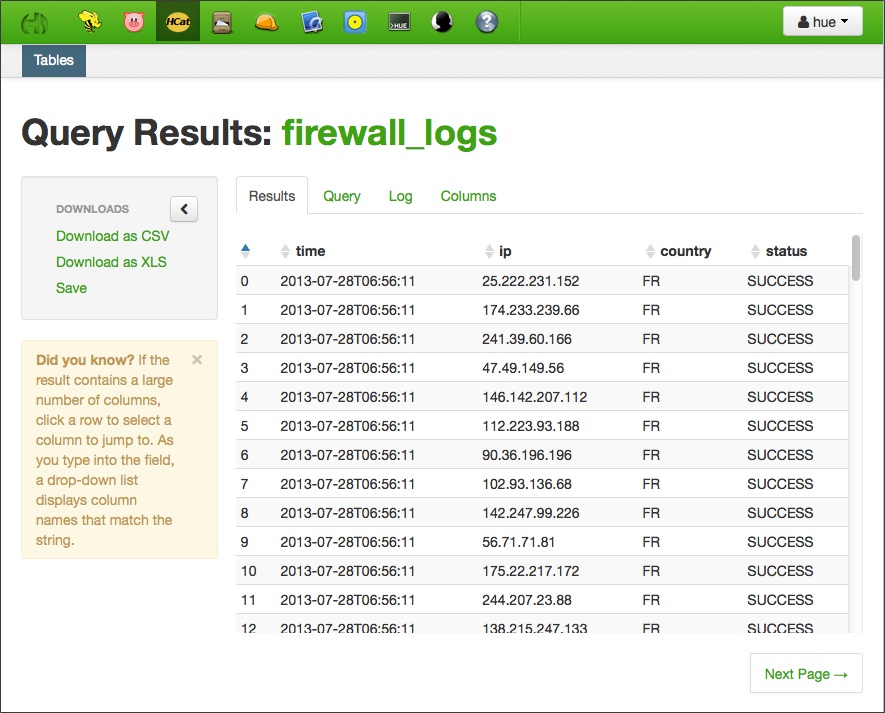 HCat
>HUE
?
hue
Tables
Query Results: firewall_logs
DOWNLOADS
Download as CSV
Download as XLS
Save
Did you know? If the
result contains a large
number of columns,
click a row to select a
column to jump to. As
you type into the field,
a drop-down list
displays column
names that match the
string.
×
Results Query Log Columns
time ip country status
0 2013-07-28T06:56:11 25.222.231.152 FR SUCCESS
1 2013-07-28T06:56:11 174.233.239.66 FR SUCCESS
2 2013-07-28T06:56:11 241.39.60.166 FR SUCCESS
3 2013-07-28T06:56:11 47.49.149.56 FR SUCCESS
4 2013-07-28T06:56:11 146.142.207.112 FR SUCCESS
5 2013-07-28T06:56:11 112.223.93.188 FR SUCCESS
6 2013-07-28T06:56:11 90.36.196.196 FR SUCCESS
7 2013-07-28T06:56:11 102.93.136.68 FR SUCCESS
8 2013-07-28T06:56:11 142.247.99.226 FR SUCCESS
9 2013-07-28T06:56:11 56.71.71.81 FR SUCCESS
10 2013-07-28T06:56:11 175.22.217.172 FR SUCCESS
11 2013-07-28T06:56:11 244.207.23.88 FR SUCCESS
12 2013-07-28T06:56:11 138.215.247.133 FR SUCCESS
Next Page →